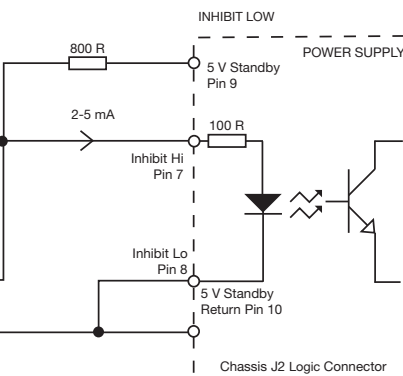 INHIBIT LOW
POWER SUPPLY
800 R
5 V Standby
Pin 9
2-5 mA
100 R
Inhibit Hi
Pin 7
Inhibit Lo
Pin 8
5 V Standby
Return Pin 10
Chassis J2 Logic Connector